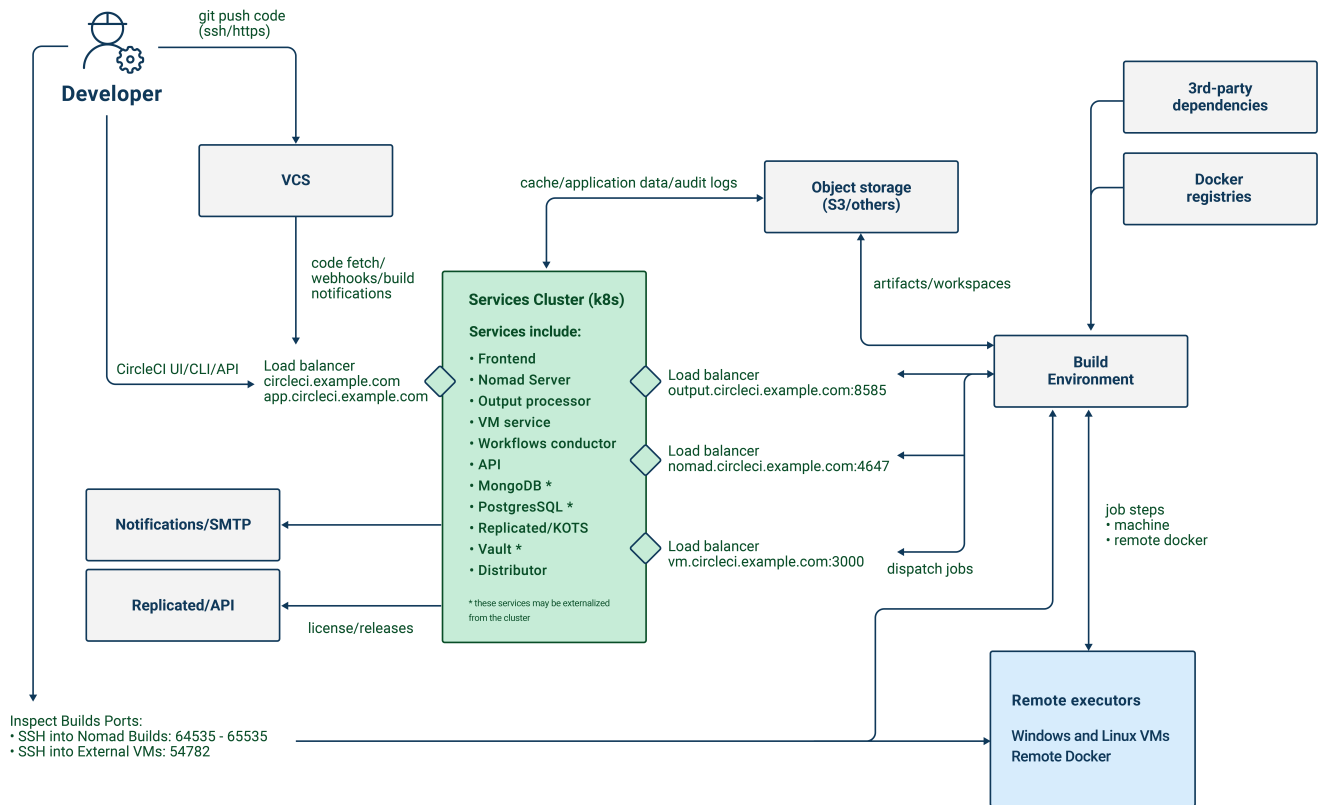 git push code
(ssh/https)
Developer
VCS
3rd-party
dependencies
Docker
registries
cache/application data/audit logs
Object storage
(S3/others)
code fetch/
webhooks/build
notifications
artifacts/workspaces
CircleCI UI/CLI/API
Load balancer
circleci.example.com
app.circleci.example.com
Services Cluster (k8s)
Services include:
• Frontend
• Nomad Server
• Output processor
• VM service
• Workflows conductor
• API
• MongoDB *
• PostgresSQL *
• Replicated/KOTS
• Vault *
• Distributor
* these services may be externalized
from the cluster
Load balancer
output.circleci.example.com:8585
Load balancer
nomad.circleci.example.com:4647
Load balancer
vm.circleci.example.com:3000
dispatch jobs
Build
Environment
Notifications/SMTP
Replicated/API
license/releases
job steps
• machine
• remote docker
Inspect Builds Ports:
• SSH into Nomad Builds: 64535 - 65535
• SSH into External VMs: 54782
Remote executors
Windows and Linux VMs
Remote Docker